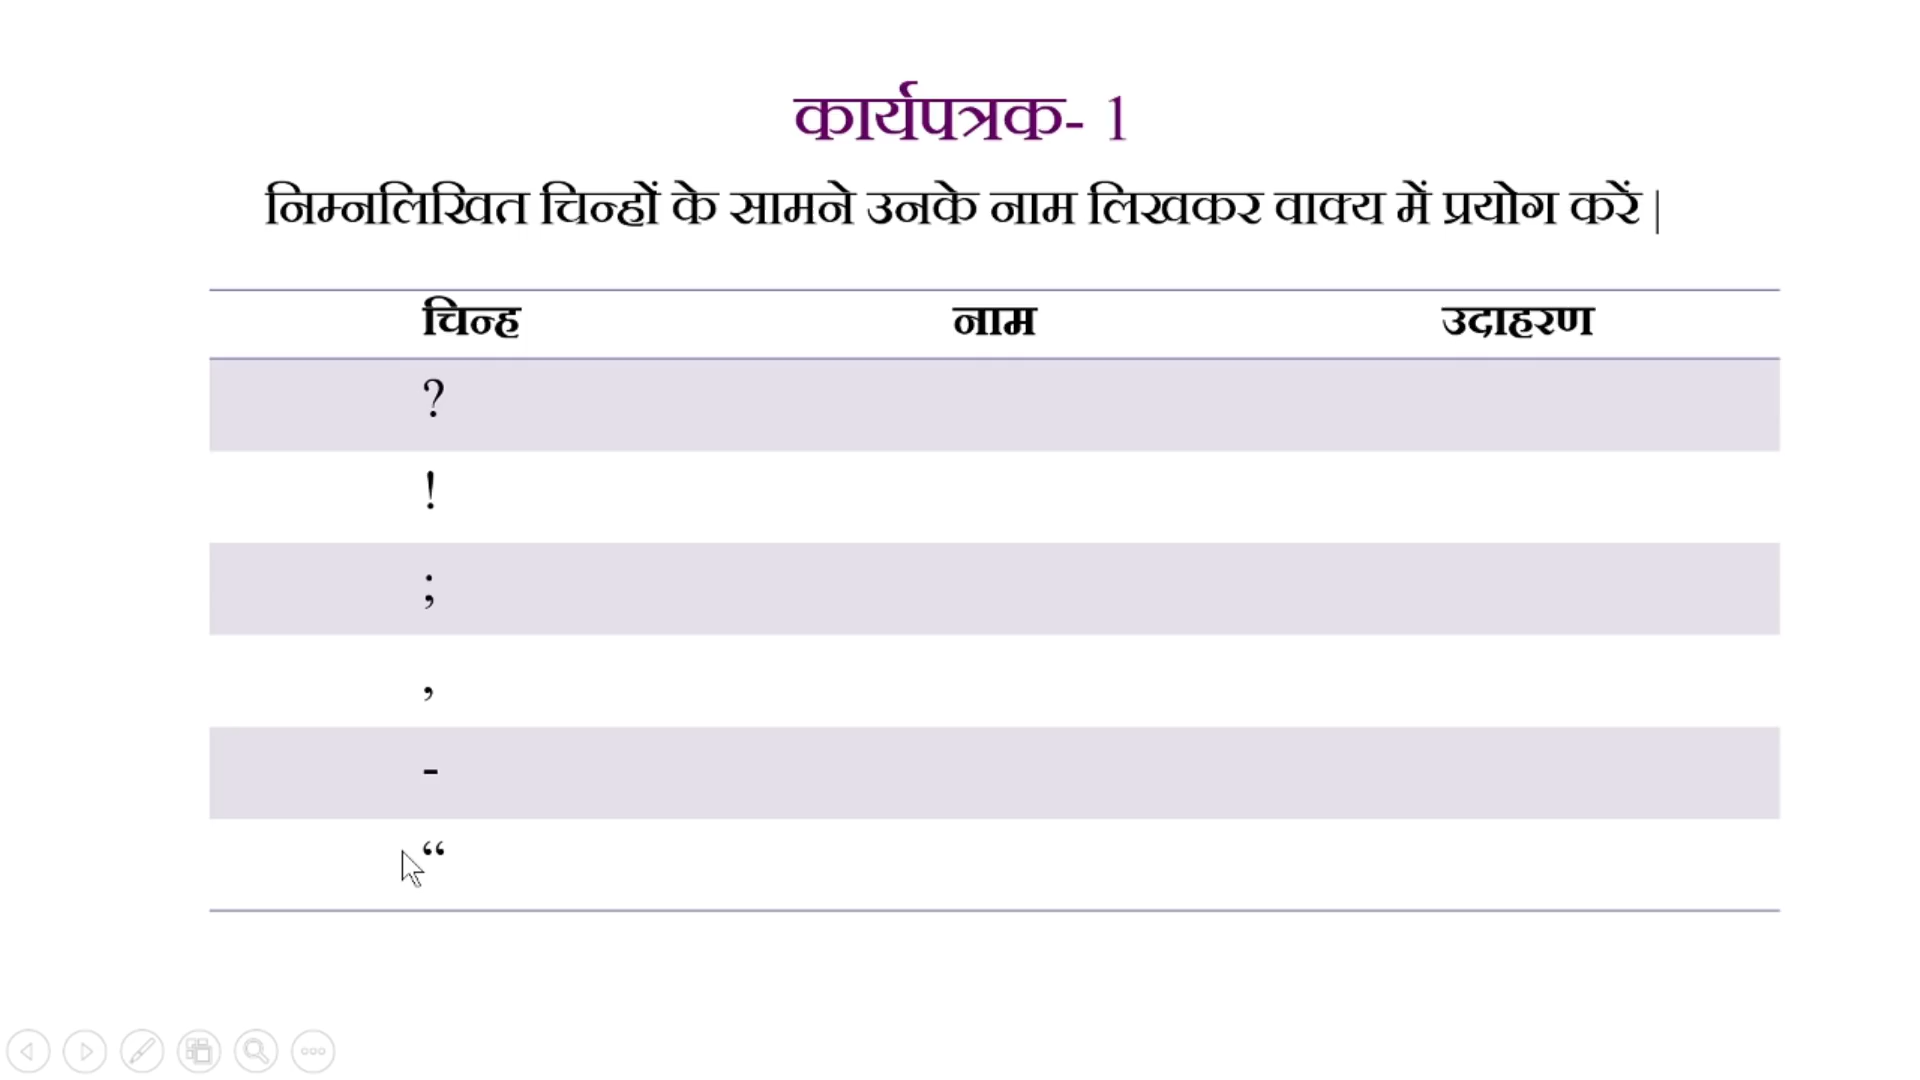 कार्यपत्रक- 1
निम्नलिखित चिन्हों के सामने उनके नाम लिखकर वाक्य में प्रयोग करें |
चिन्ह नाम उदाहरण
?
!
;
,
-
“